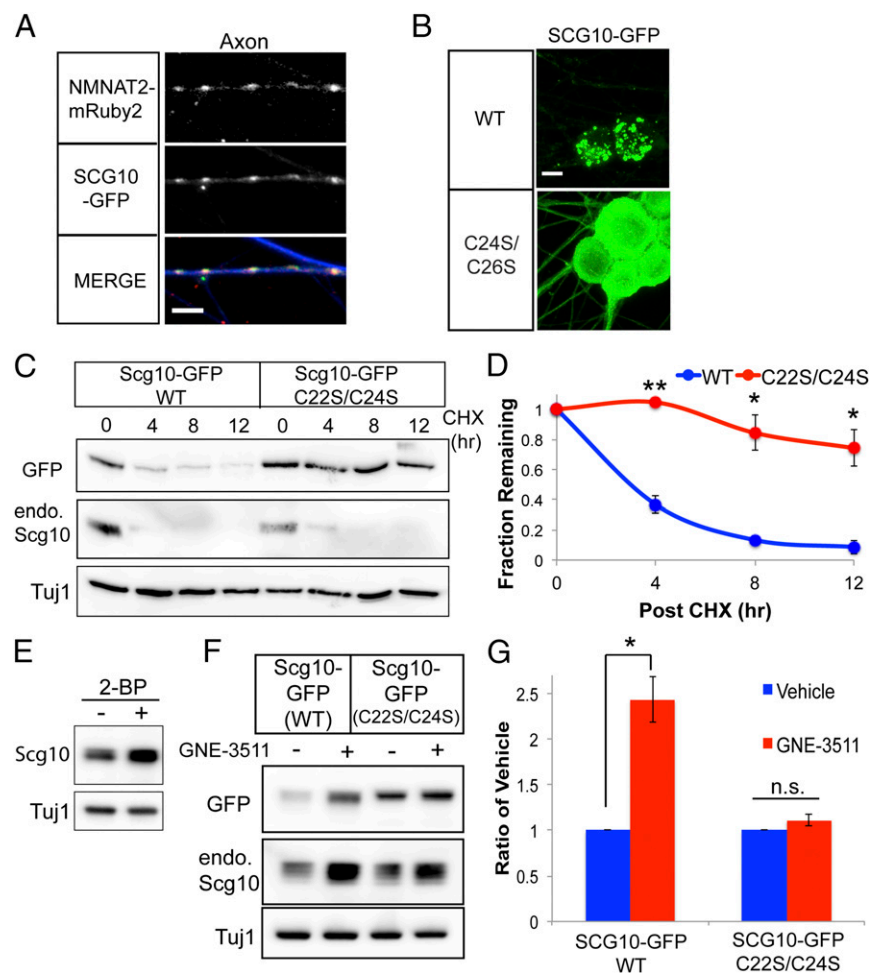 A
Axon
NMNAT2-
mRuby2
SCG10
-GFP
MERGE
B
SCG10-GFP
WT
C24S/
C26S
C
Scg10-GFP
WT
Scg10-GFP
C22S/C24S
0 4 8 12 0 4 8 12 CHX
(hr)
GFP
endo.
Scg10
Tuj1
D
WT C22S/C24S
** * *
1
0.8
0.6
0.4
0.2
0
0 4 8 12
Fraction Remaining
Post CHX (hr)
E
2-BP
- +
Scg10
Tuj1
F
Scg10-
GFP
(WT)
Scg10-
GFP
(C22S/C24S)
GNE-3511 - + - +
GFP
endo.
Scg10
Tuj1
G
*
n.s.
Vehicle
GNE-3511
2.5
2
1.5
1
0.5
0
Ratio of Vehicle
SCG10-GFP
WT
SCG10-GFP
C22S/C24S